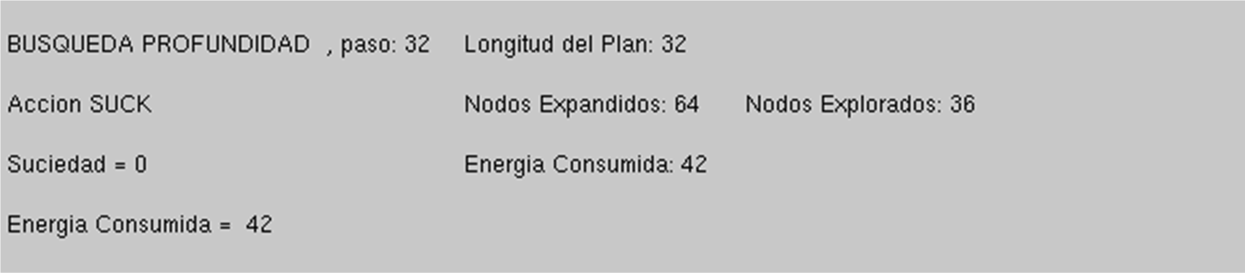 BUSQUEDA PROFUNDIDAD , paso: 32 Longitud del Plan: 32
Accion SUCK Nodos Expandidos: 64 Nodos Explorados: 36
Suciedad = 0 Energia Consumida: 42
Energia Consumida = 42